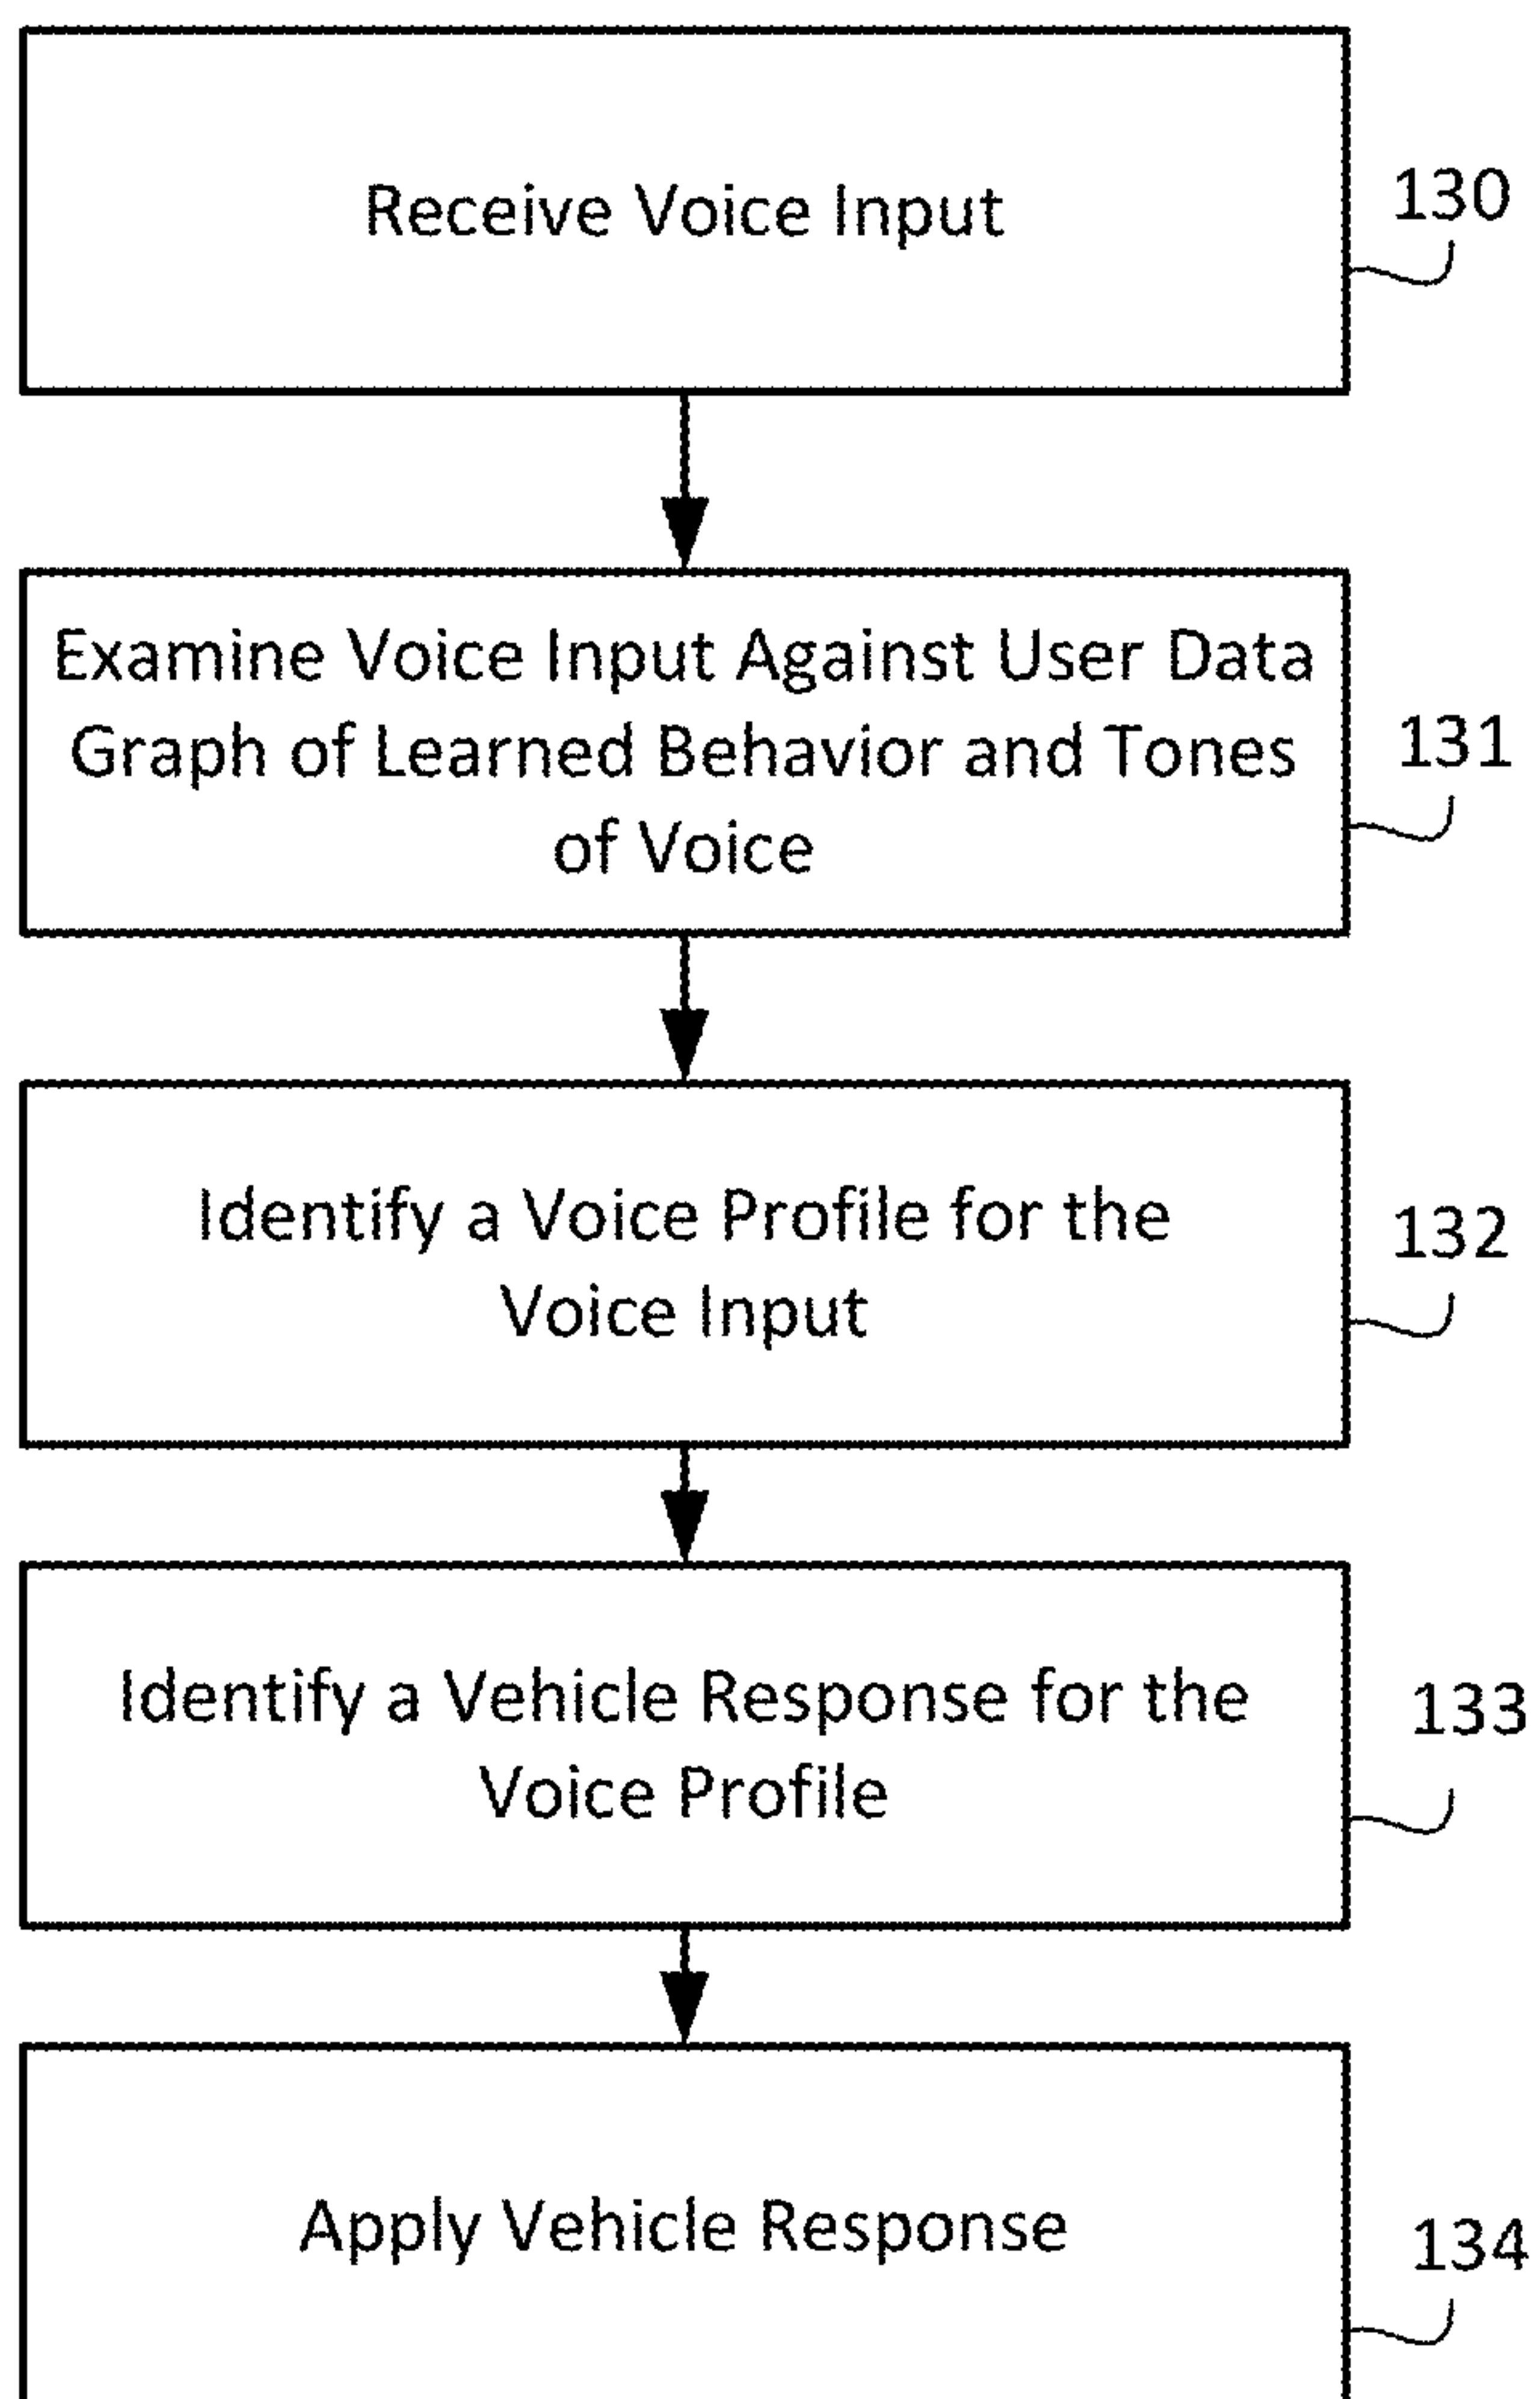 Receive Voice Input
130
Examine Voice Input Against User Data
Graph of Learned Behavior and Tones
of Voice
131
Identify a Voice Profile for the
Voice Input
132
Identify a Vehicle Response for the
Voice Profile
133
Apply Vehicle Response
134